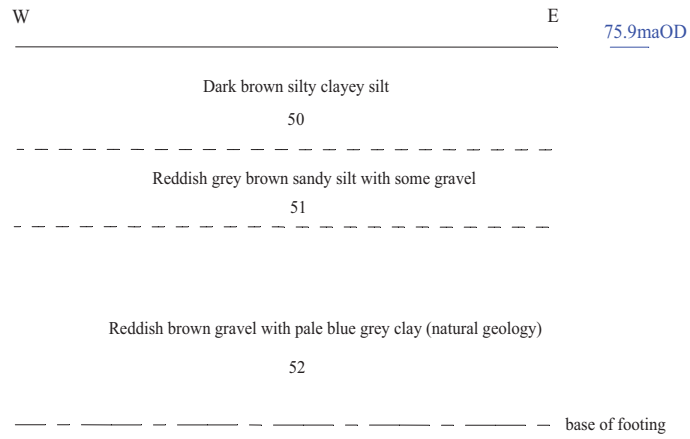 W
E
75.9maOD
Dark brown silty clayey silt
50
Reddish grey brown sandy silt with some gravel
51
Reddish brown gravel with pale blue grey clay (natural geology)
52
base of footing